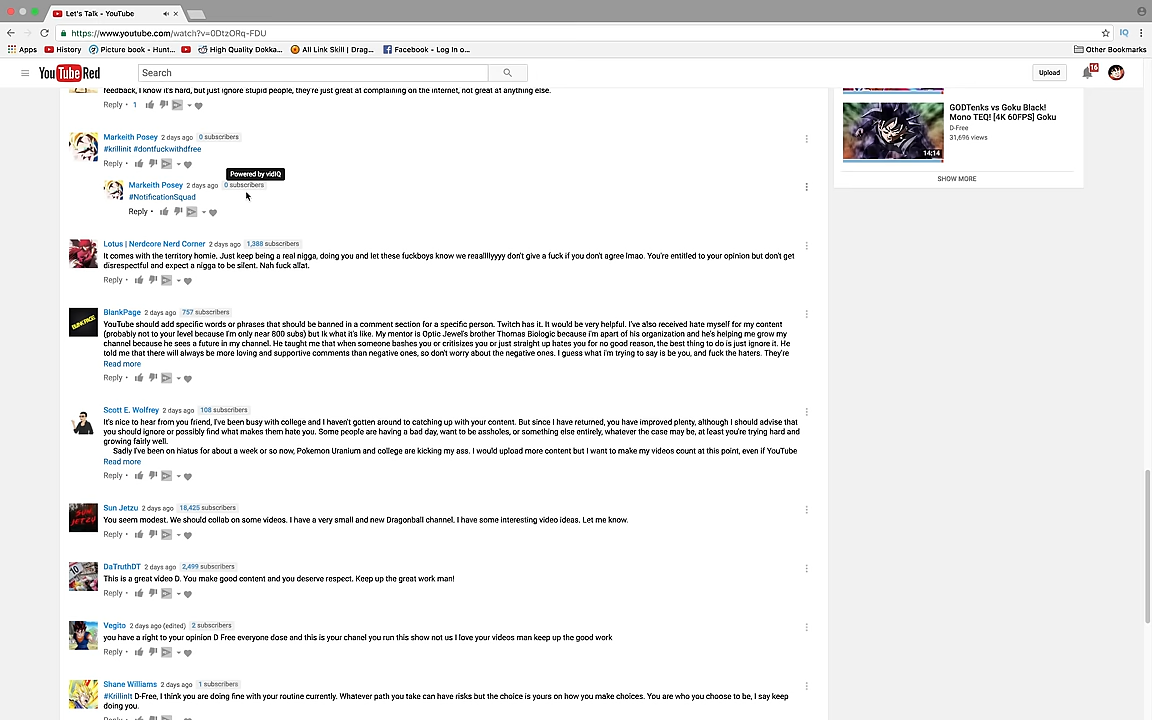 Let's Talk - YouTube
https://www.youtube.com/watch?v=0DtzORq-FDU
IQ
Apps History Picture book - Hunt... High Quality Dokka... All Link Skill | Drag... Facebook - Log In o... Other Bookmarks
YouTube Red Search Upload 16
feedback, I know it's hard, but just ignore stupid people, they're just great at complaining on the internet, not great at anything else.
Reply • 1
Markeith Posey 2 days ago 0 subscribers
#krillinit #dontfuckwithdfree
Reply •
Powered by vidIQ
Markeith Posey 2 days ago 0 subscribers
#NotificationSquad
Reply •
Lotus | Nerdcore Nerd Corner 2 days ago 1,388 subscribers
It comes with the territory homie. Just keep being a real nigga, doing you and let these fuckboys know we reallllyyyy don't give a fuck if you don't agree lmao. You're entitled to your opinion but don't get
disrespectful and expect a nigga to be silent. Nah fuck allat.
Reply •
BlankPage 2 days ago 757 subscribers
YouTube should add specific words or phrases that should be banned in a comment section for a specific person. Twitch has it. It would be very helpful. I've also received hate myself for my content
(probably not to your level because I'm only near 800 subs) but Ik what it's like. My mentor is Optic Jewel's brother Thomas Biologic because i'm apart of his organization and he's helping me grow my
channel because he sees a future in my channel. He taught me that when someone bashes you or critisizes you or just straight up hates you for no good reason, the best thing to do is just ignore it. He
told me that there will always be more loving and supportive comments than negative ones, so don't worry about the negative ones. I guess what i'm trying to say is be you, and fuck the haters. They're
Read more
Reply •
Scott E. Wolfrey 2 days ago 108 subscribers
It's nice to hear from you friend, I've been busy with college and I haven't gotten around to catching up with your content. But since I have returned, you have improved plenty, although I should advise that
you should ignore or possibly find what makes them hate you. Some people are having a bad day, want to be assholes, or something else entirely, whatever the case may be, at least you're trying hard and
growing fairly well.
Sadly I've been on hiatus for about a week or so now, Pokemon Uranium and college are kicking my ass. I would upload more content but I want to make my videos count at this point, even if YouTube
Read more
Reply •
Sun Jetzu 2 days ago 18,425 subscribers
You seem modest. We should collab on some videos. I have a very small and new Dragonball channel. I have some interesting video ideas. Let me know.
Reply •
DaTruthDT 2 days ago 2,499 subscribers
This is a great video D. You make good content and you deserve respect. Keep up the great work man!
Reply •
Vegito 2 days ago (edited) 2 subscribers
you have a right to your opinion D Free everyone dose and this is your chanel you run this show not us I love your videos man keep up the good work
Reply •
Shane Williams 2 days ago 1 subscribers
#KrillinIt D-Free, I think you are doing fine with your routine currently. Whatever path you take can have risks but the choice is yours on how you make choices. You are who you choose to be, I say keep
doing you.
Reply •
GODTenks vs Goku Black!
Mono TEQ! [4K 60FPS] Goku
D-Free
31,696 views
14:14
SHOW MORE
BLANKPAGE
SUN JETZU
10